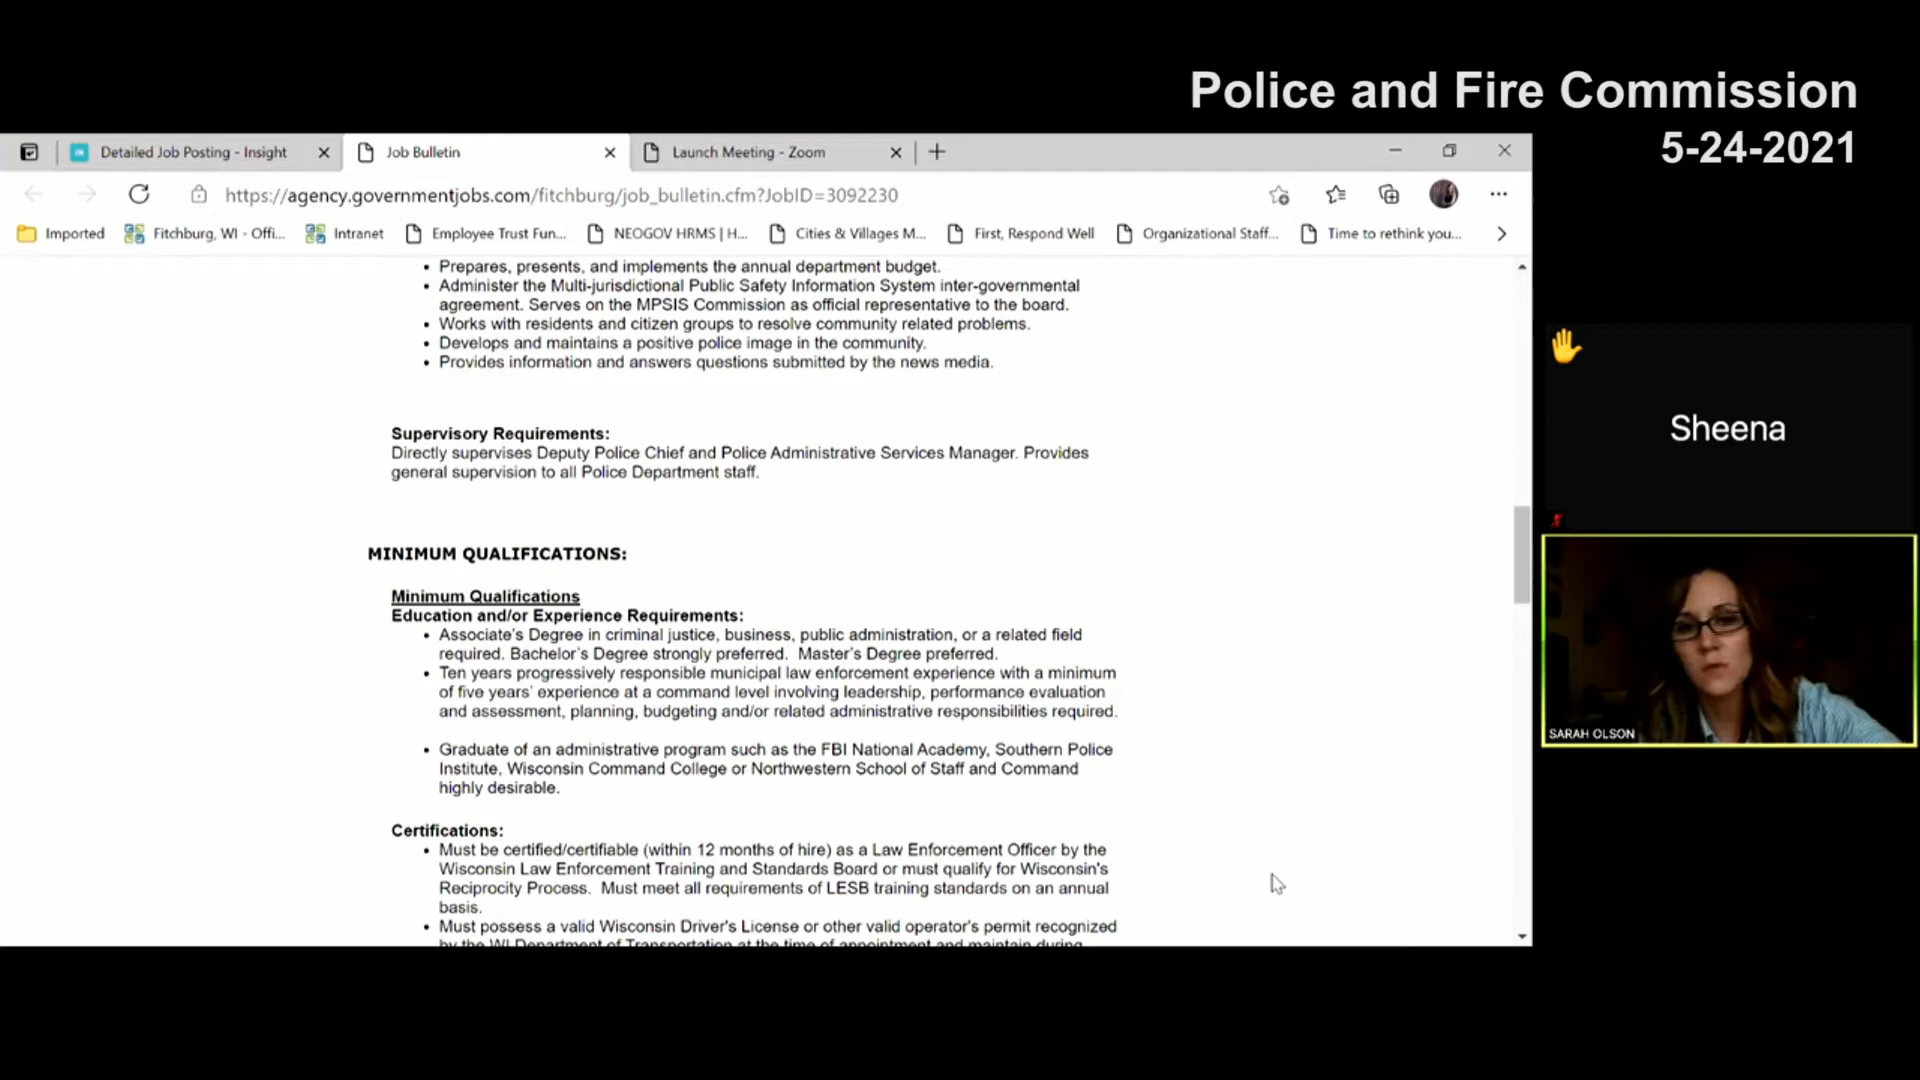 Police and Fire Commission
5-24-2021
Detailed Job Posting - Insight
Job Bulletin
Launch Meeting - Zoom
https://agency.governmentjobs.com/fitchburg/job_bulletin.cfm?JobID=3092230
Imported
Fitchburg, WI - Offi...
Intranet
Employee Trust Fun...
NEOGOV HRMS | H...
Cities & Villages M...
First, Respond Well
Organizational Staff...
Time to rethink you...
• Prepares, presents, and implements the annual department budget.
• Administer the Multi-jurisdictional Public Safety Information System inter-governmental
agreement. Serves on the MPSIS Commission as official representative to the board.
• Works with residents and citizen groups to resolve community related problems.
• Develops and maintains a positive police image in the community.
• Provides information and answers questions submitted by the news media.
Supervisory Requirements:
Directly supervises Deputy Police Chief and Police Administrative Services Manager. Provides
general supervision to all Police Department staff.
MINIMUM QUALIFICATIONS:
Minimum Qualifications
Education and/or Experience Requirements:
• Associate's Degree in criminal justice, business, public administration, or a related field
required. Bachelor's Degree strongly preferred. Master's Degree preferred.
• Ten years progressively responsible municipal law enforcement experience with a minimum
of five years' experience at a command level involving leadership, performance evaluation
and assessment, planning, budgeting and/or related administrative responsibilities required.
• Graduate of an administrative program such as the FBI National Academy, Southern Police
Institute, Wisconsin Command College or Northwestern School of Staff and Command
highly desirable.
Certifications:
• Must be certified/certifiable (within 12 months of hire) as a Law Enforcement Officer by the
Wisconsin Law Enforcement Training and Standards Board or must qualify for Wisconsin's
Reciprocity Process. Must meet all requirements of LESB training standards on an annual
basis.
• Must possess a valid Wisconsin Driver's License or other valid operator's permit recognized
by the WI Department of Transportation at the time of appointment and maintain during
Sheena
SARAH OLSON